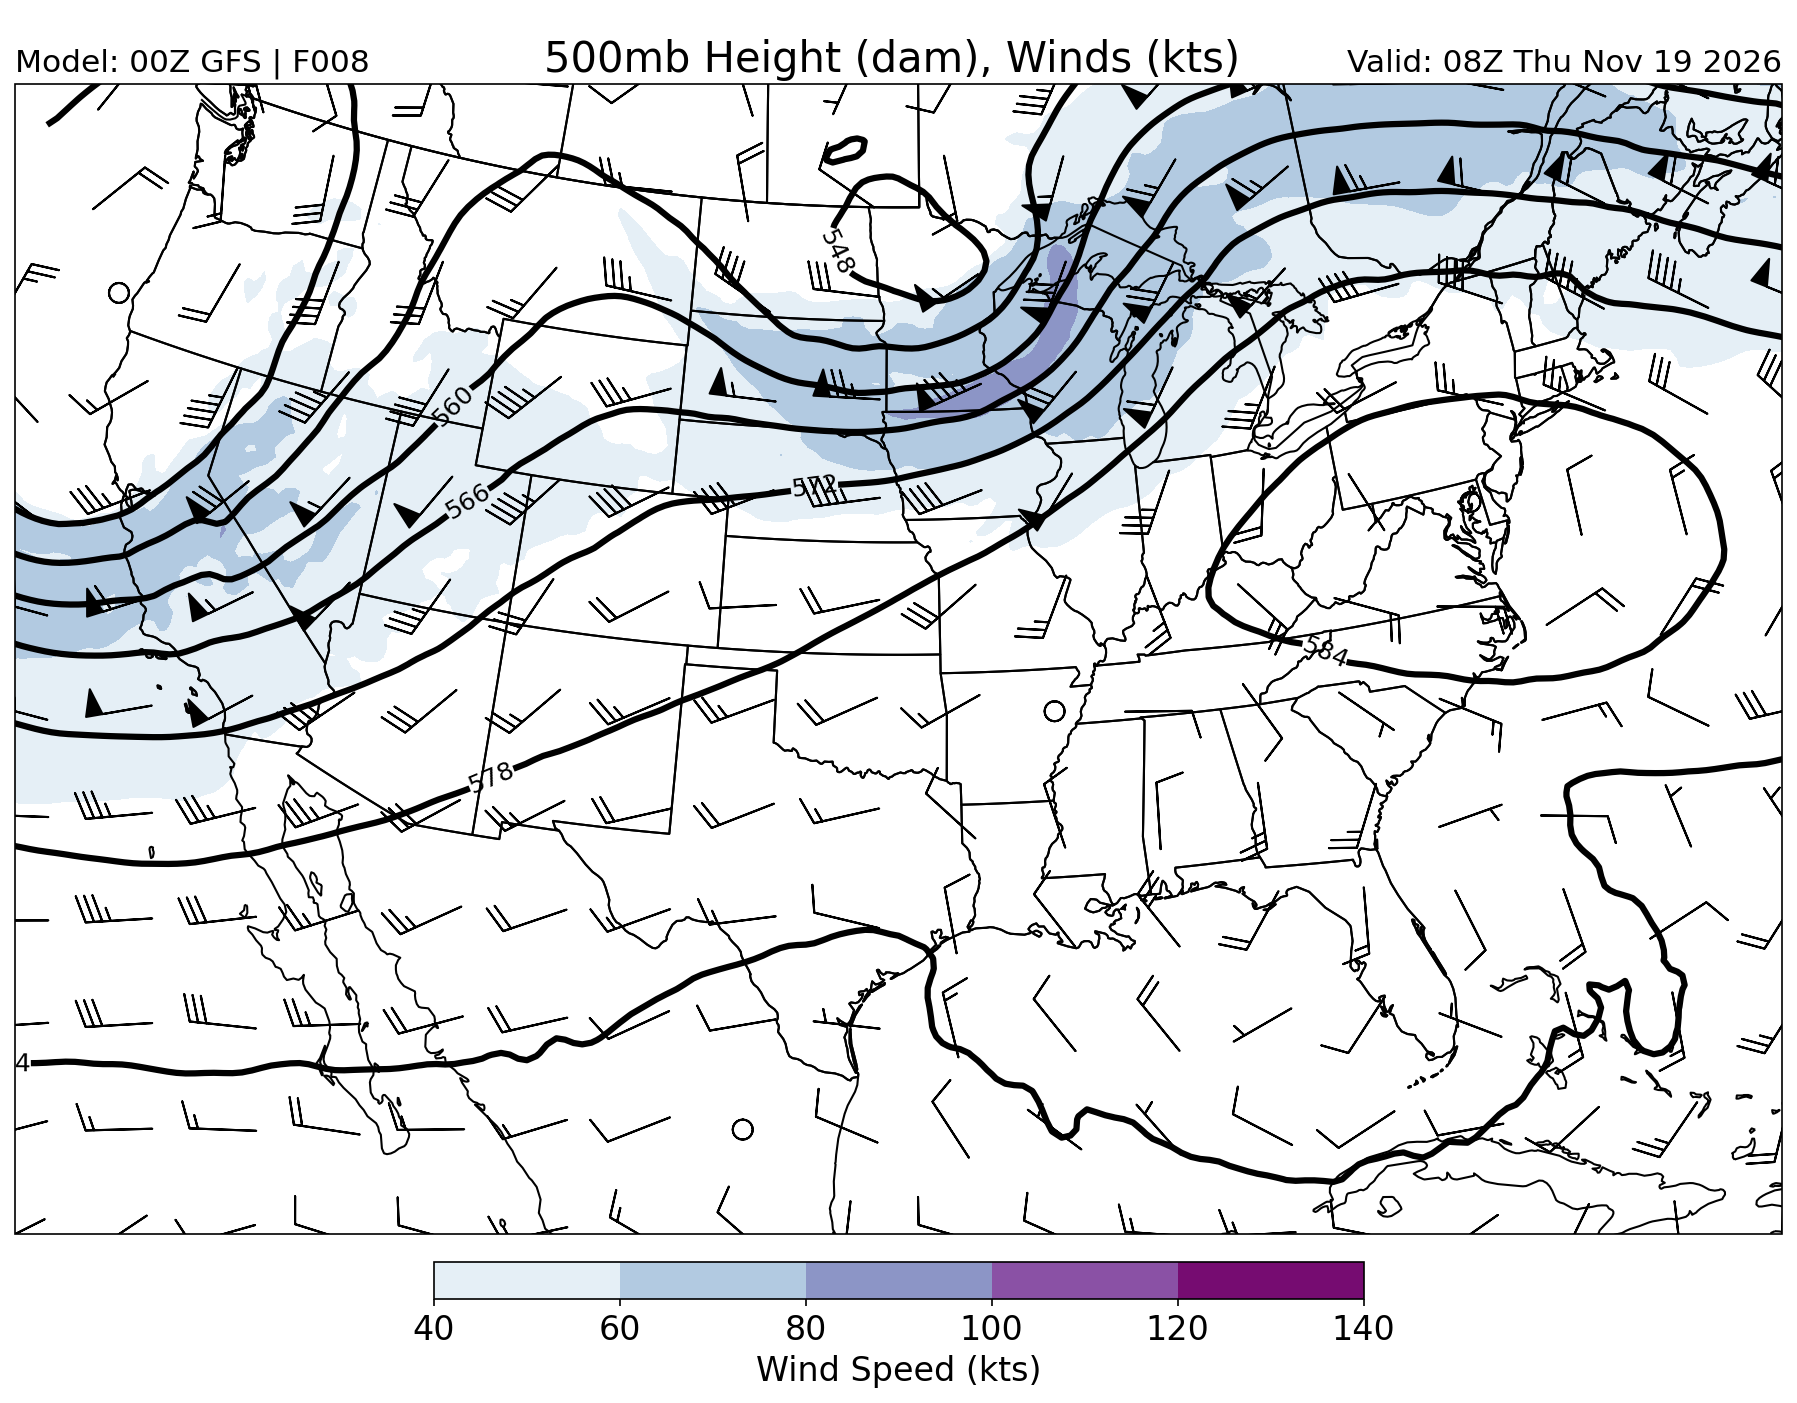 Model: 00Z GFS | F008
500mb Height (dam), Winds (kts)
Valid: 08Z Thu Nov 19 2026
548
560
566
572
584
578
4
40 60 80 100 120 140
Wind Speed (kts)